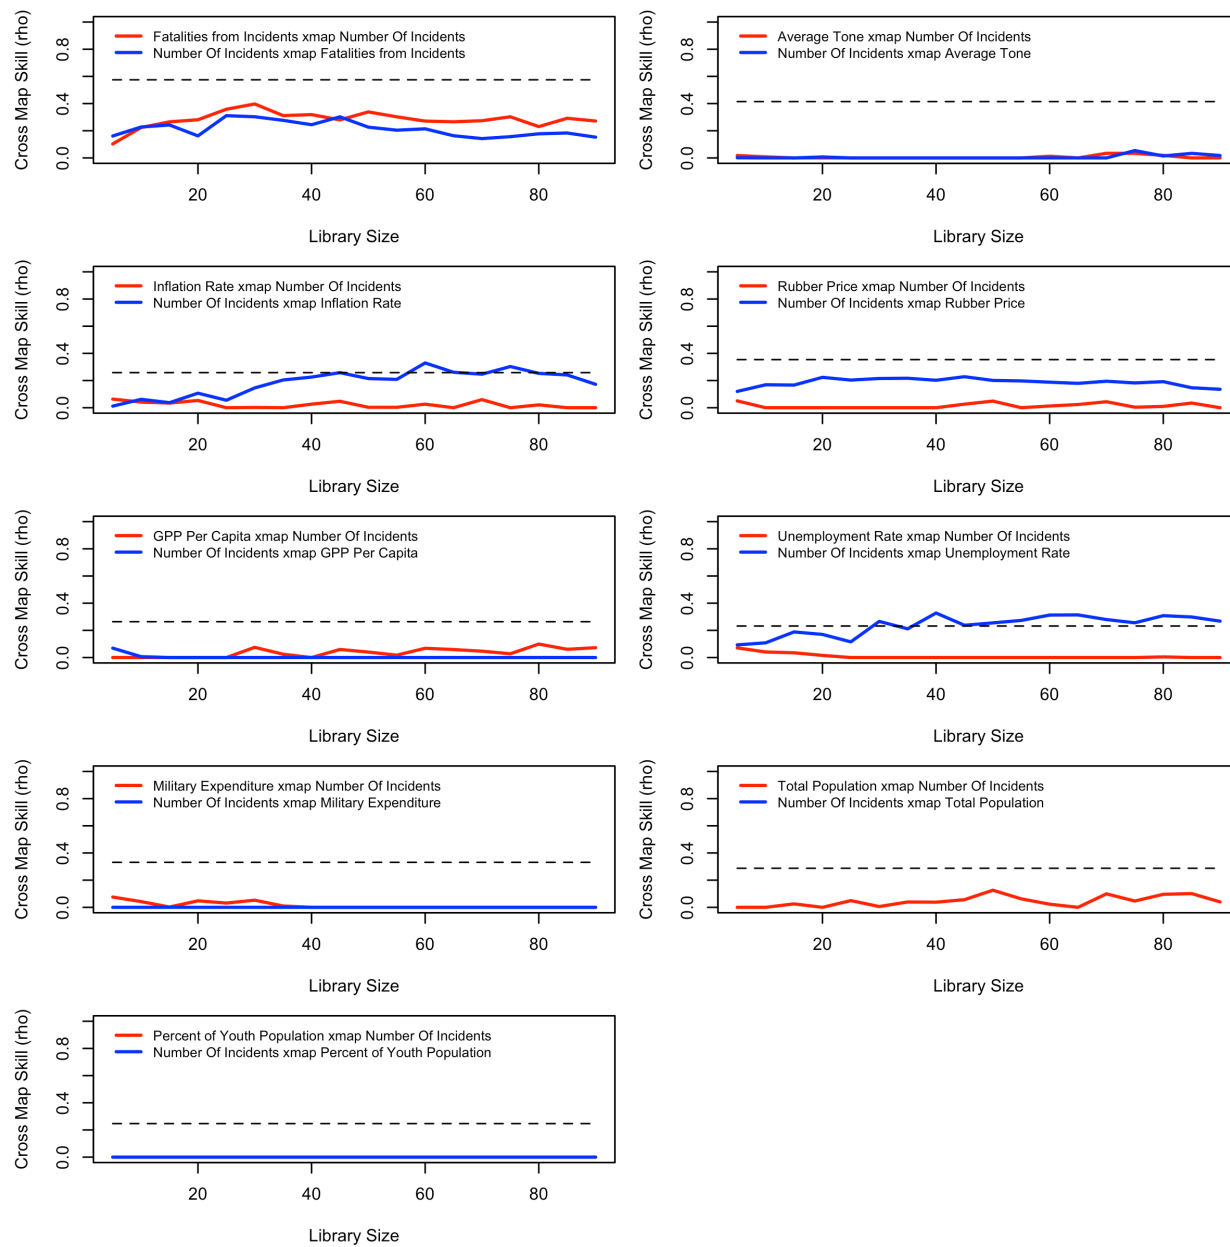 Cross Map Skill (rho)
0.0 0.4 0.8
Fatalities from Incidents xmap Number Of Incidents
Number Of Incidents xmap Fatalities from Incidents
20 40 60 80
Library Size
Cross Map Skill (rho)
0.0 0.4 0.8
Average Tone xmap Number Of Incidents
Number Of Incidents xmap Average Tone
20 40 60 80
Library Size
Cross Map Skill (rho)
0.0 0.4 0.8
Inflation Rate xmap Number Of Incidents
Number Of Incidents xmap Inflation Rate
20 40 60 80
Library Size
Cross Map Skill (rho)
0.0 0.4 0.8
Rubber Price xmap Number Of Incidents
Number Of Incidents xmap Rubber Price
20 40 60 80
Library Size
Cross Map Skill (rho)
0.0 0.4 0.8
GPP Per Capita xmap Number Of Incidents
Number Of Incidents xmap GPP Per Capita
20 40 60 80
Library Size
Cross Map Skill (rho)
0.0 0.4 0.8
Unemployment Rate xmap Number Of Incidents
Number Of Incidents xmap Unemployment Rate
20 40 60 80
Library Size
Cross Map Skill (rho)
0.0 0.4 0.8
Military Expenditure xmap Number Of Incidents
Number Of Incidents xmap Military Expenditure
20 40 60 80
Library Size
Cross Map Skill (rho)
0.0 0.4 0.8
Total Population xmap Number Of Incidents
Number Of Incidents xmap Total Population
20 40 60 80
Library Size
Cross Map Skill (rho)
0.0 0.4 0.8
Percent of Youth Population xmap Number Of Incidents
Number Of Incidents xmap Percent of Youth Population
20 40 60 80
Library Size